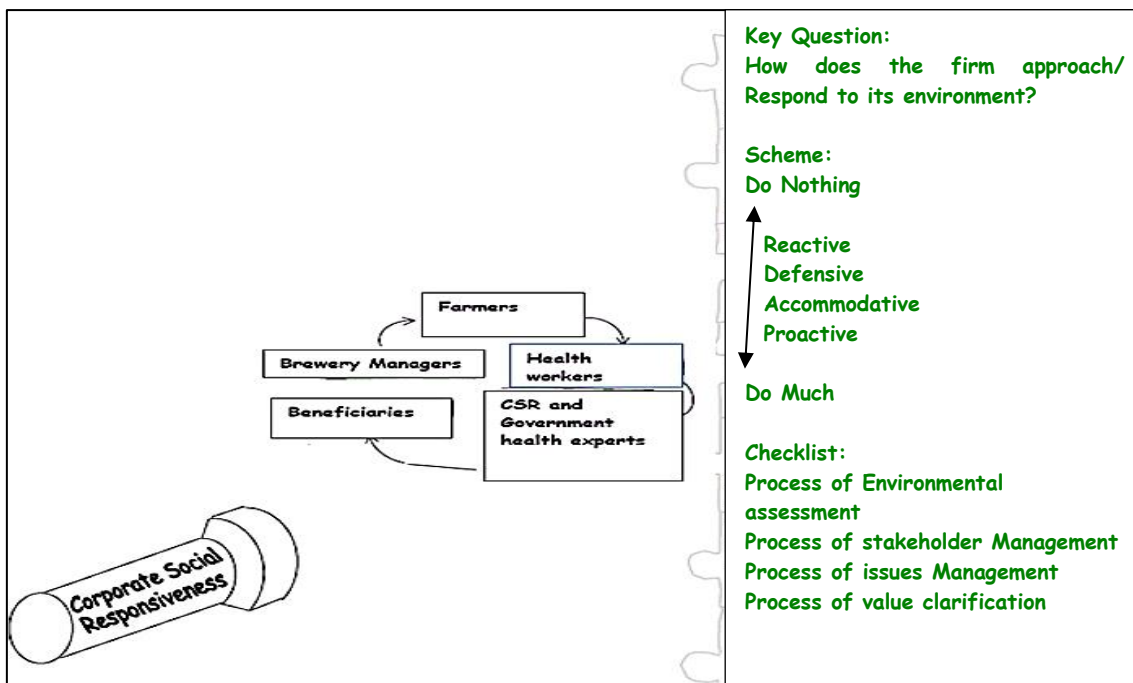 Farmers
Brewery Managers
Health
workers
Beneficiaries
CSR and
Government
health experts
Corporate Social
Responsiveness
Key Question:
How does the firm approach/
Respond to its environment?
Scheme:
Do Nothing
Reactive
Defensive
Accommodative
Proactive
Do Much
Checklist:
Process of Environmental
assessment
Process of stakeholder Management
Process of issues Management
Process of value clarification